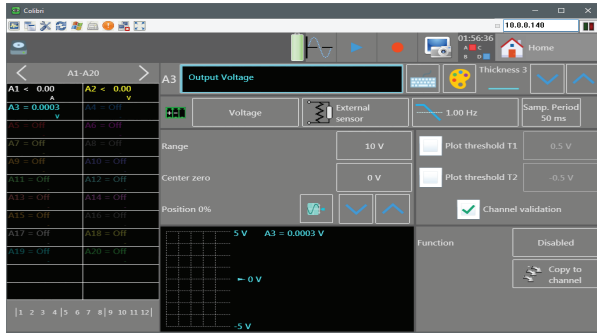 Colibri
10.0.0.140
01:56:36
A C
B D
Home
A1-A20
A3
Output Voltage
Thickness 3
A1 < 0.00
A
A2 < 0.00
V
A3 = 0.0003
V
A4 = Off
A5 = Off
A6 = Off
A7 = Off
A8 = Off
A9 = Off
A10 = Off
A11 = Off
A12 = Off
A13 = Off
A14 = Off
A15 = Off
A16 = Off
A17 = Off
A18 = Off
A19 = Off
A20 = Off
1 2 3 4 5 6 7 8 9 10 11 12
Voltage
External
sensor
1.00 Hz
Samp. Period
50 ms
Range
10 V
Center zero
0 V
Position 0%
Plot threshold T1
0.5 V
Plot threshold T2
-0.5 V
Channel validation
5 V
A3 = 0.0003 V
0 V
-5 V
Function
Disabled
Copy to
channel